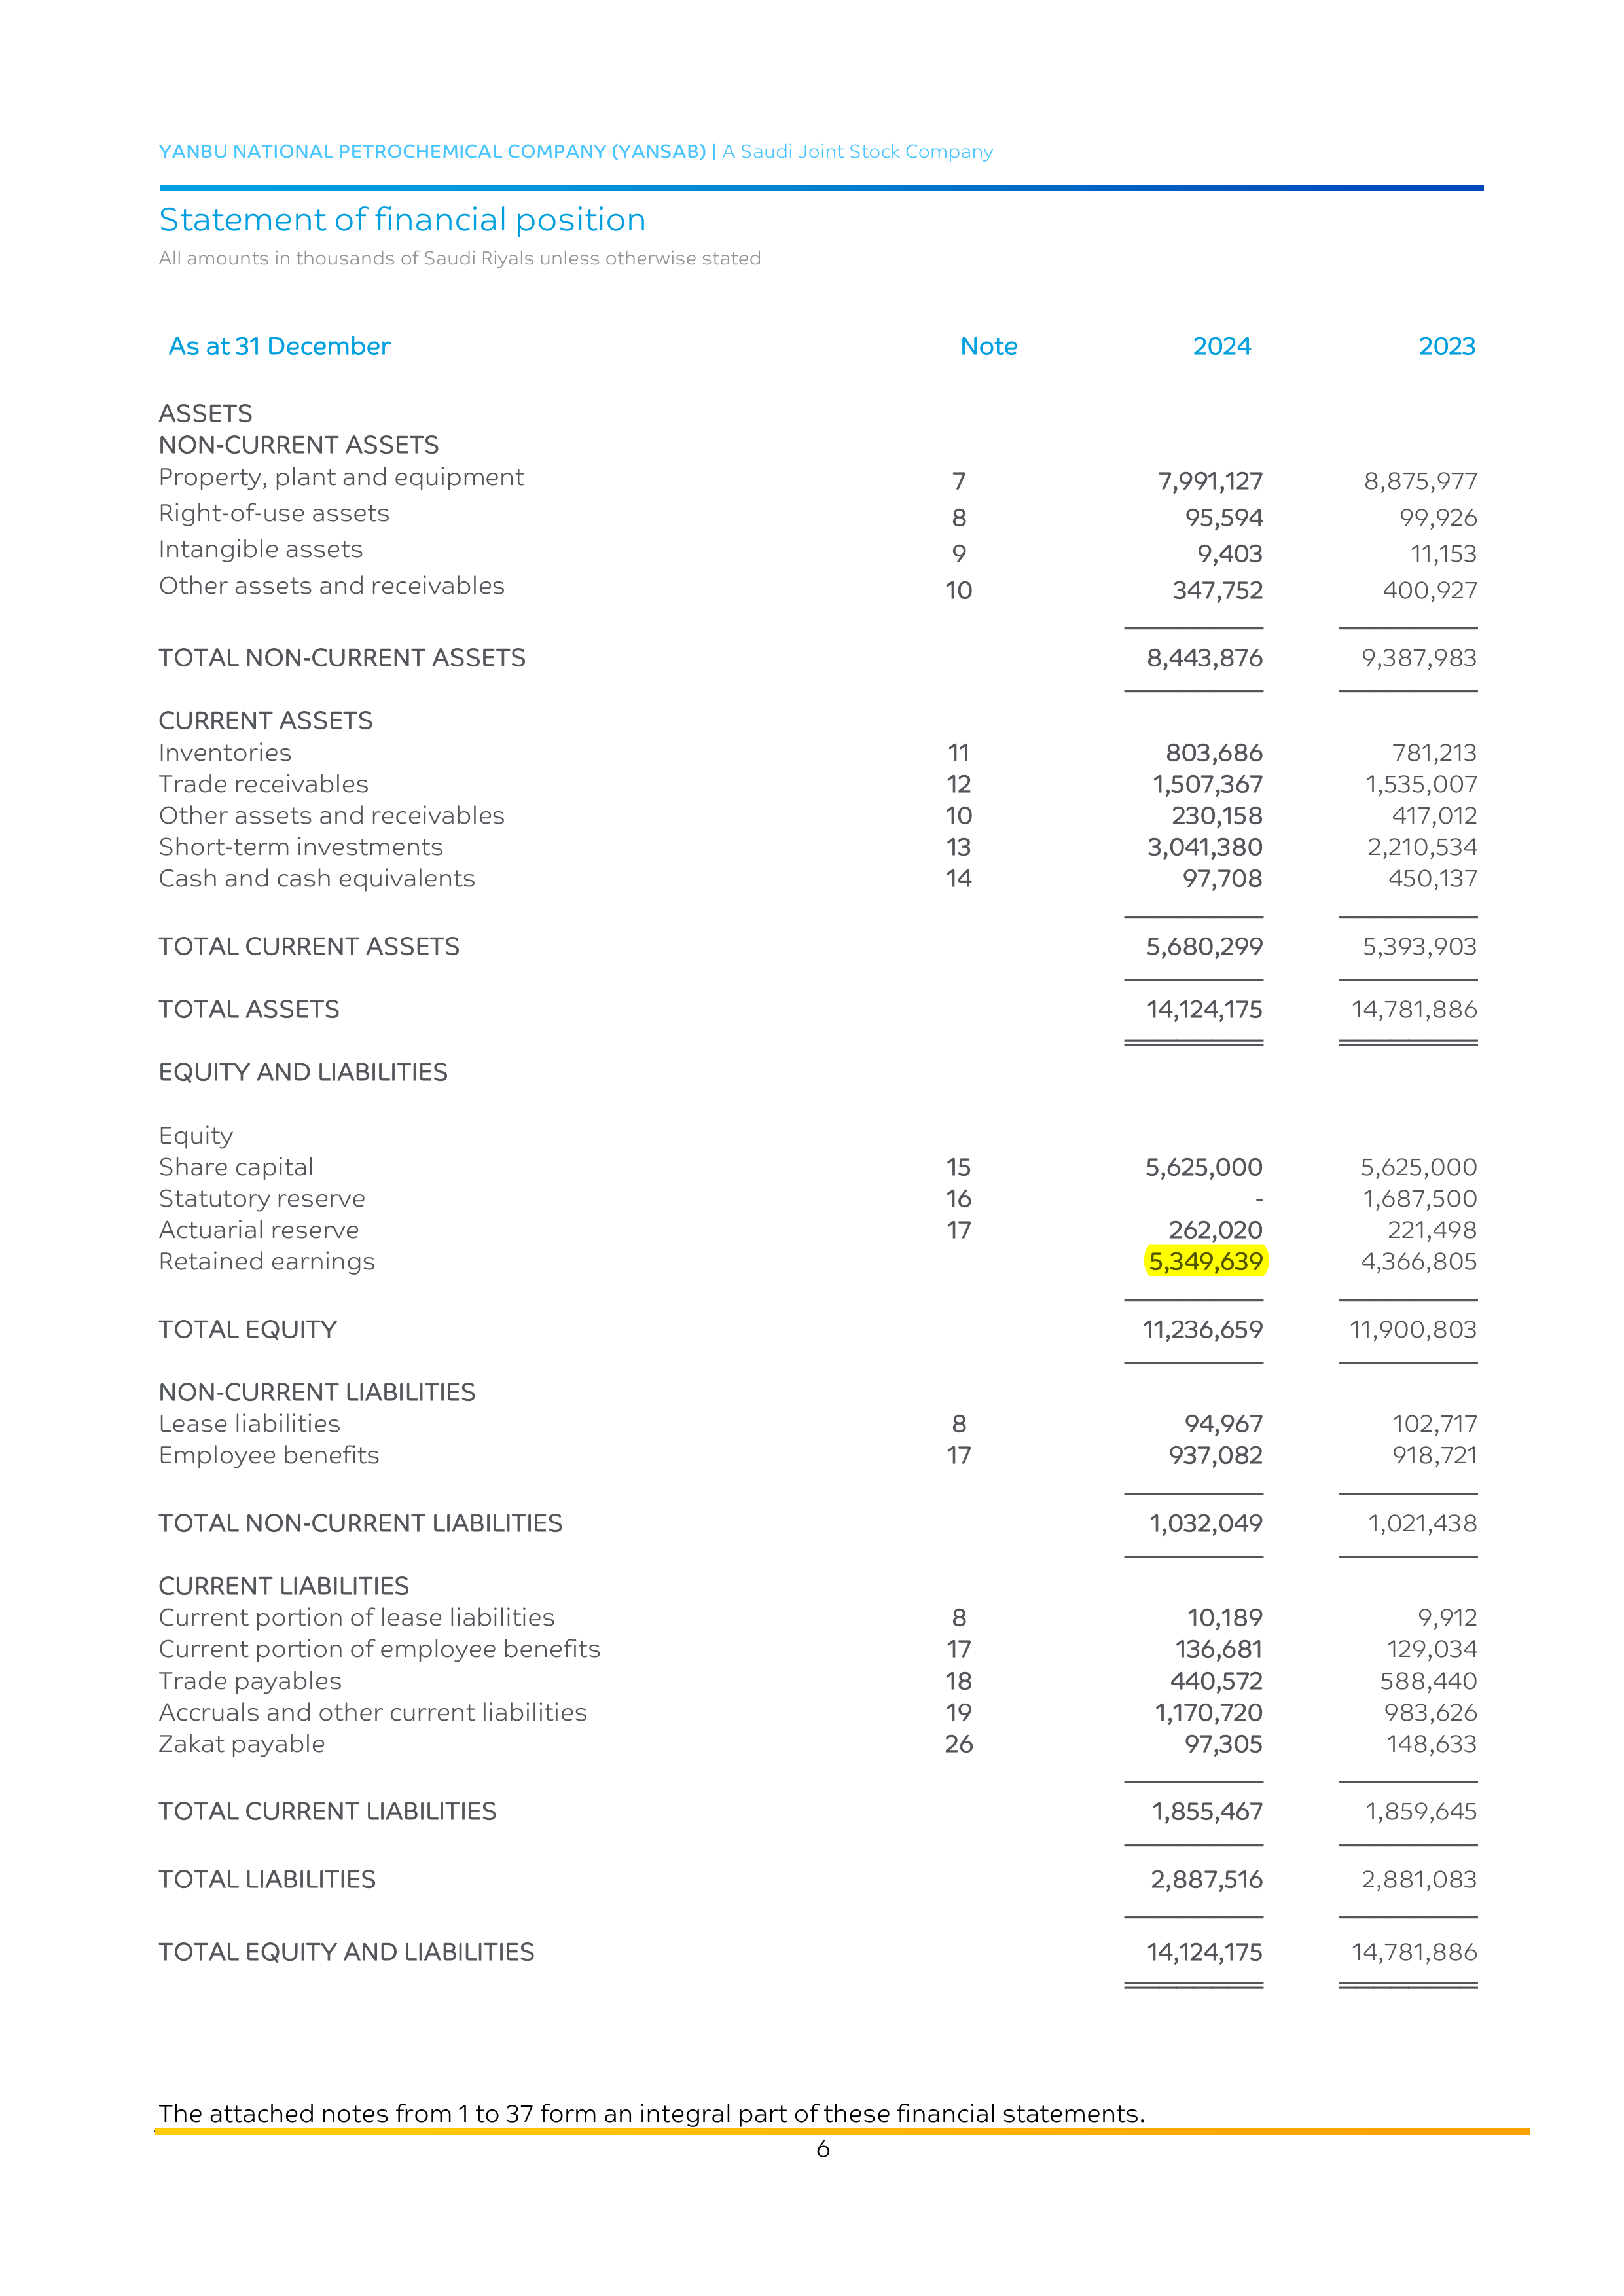 YANBU NATIONAL PETROCHEMICAL COMPANY (YANSAB) | A Saudi Joint Stock Company
Statement of financial position
All amounts in thousands of Saudi Riyals unless otherwise stated
As at 31 December Note 2024 2023
ASSETS
NON-CURRENT ASSETS
Property, plant and equipment 7 7,991,127 8,875,977
Right-of-use assets 8 95,594 99,926
Intangible assets 9 9,403 11,153
Other assets and receivables 10 347,752 400,927
TOTAL NON-CURRENT ASSETS 8,443,876 9,387,983
CURRENT ASSETS
Inventories 11 803,686 781,213
Trade receivables 12 1,507,367 1,535,007
Other assets and receivables 10 230,158 417,012
Short-term investments 13 3,041,380 2,210,534
Cash and cash equivalents 14 97,708 450,137
TOTAL CURRENT ASSETS 5,680,299 5,393,903
TOTAL ASSETS 14,124,175 14,781,886
EQUITY AND LIABILITIES
Equity
Share capital 15 5,625,000 5,625,000
Statutory reserve 16 - 1,687,500
Actuarial reserve 17 262,020 221,498
Retained earnings 5,349,639 4,366,805
TOTAL EQUITY 11,236,659 11,900,803
NON-CURRENT LIABILITIES
Lease liabilities 8 94,967 102,717
Employee benefits 17 937,082 918,721
TOTAL NON-CURRENT LIABILITIES 1,032,049 1,021,438
CURRENT LIABILITIES
Current portion of lease liabilities 8 10,189 9,912
Current portion of employee benefits 17 136,681 129,034
Trade payables 18 440,572 588,440
Accruals and other current liabilities 19 1,170,720 983,626
Zakat payable 26 97,305 148,633
TOTAL CURRENT LIABILITIES 1,855,467 1,859,645
TOTAL LIABILITIES 2,887,516 2,881,083
TOTAL EQUITY AND LIABILITIES 14,124,175 14,781,886
The attached notes from 1 to 37 form an integral part of these financial statements.
6